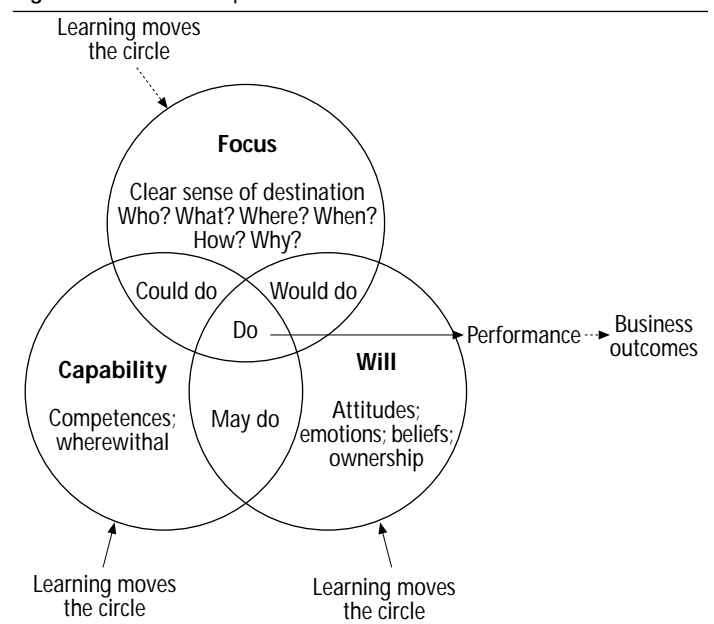 Learning moves
the circle
Focus
Clear sense of destination
Who? What? Where? When?
How? Why?
Could do
Would do
Do
Performance
Business
outcomes
Capability
Will
Competences;
wherewithal
May do
Attitudes;
emotions; beliefs;
ownership
Learning moves
the circle
Learning moves
the circle